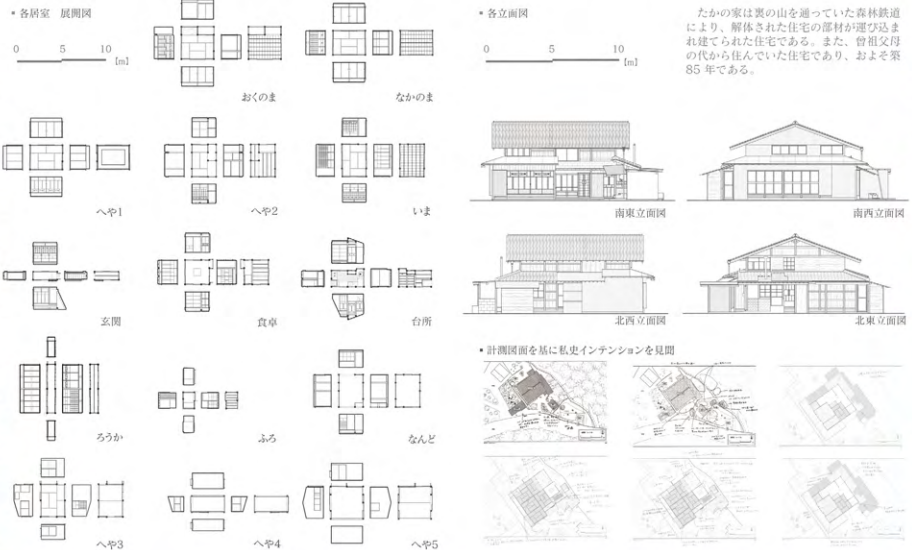 • 各居室 展開図
0 5 10
[m]
おくのま
なかのま
へや1
へや2
いま
玄関
食卓
台所
ろうか
ふろ
なんど
へや3
へや4
へや5
• 各立面図
0 5 10
[m]
たかの家は裏の山を通っていた森林鉄道
により、解体された住宅の部材が運び込ま
れ建てられた住宅である。また、曾祖父母
の代から住んでいた住宅であり、およそ築
85 年である。
南東立面図
南西立面図
北西立面図
北東立面図
• 計測図面を基に私史インテンションを見聞